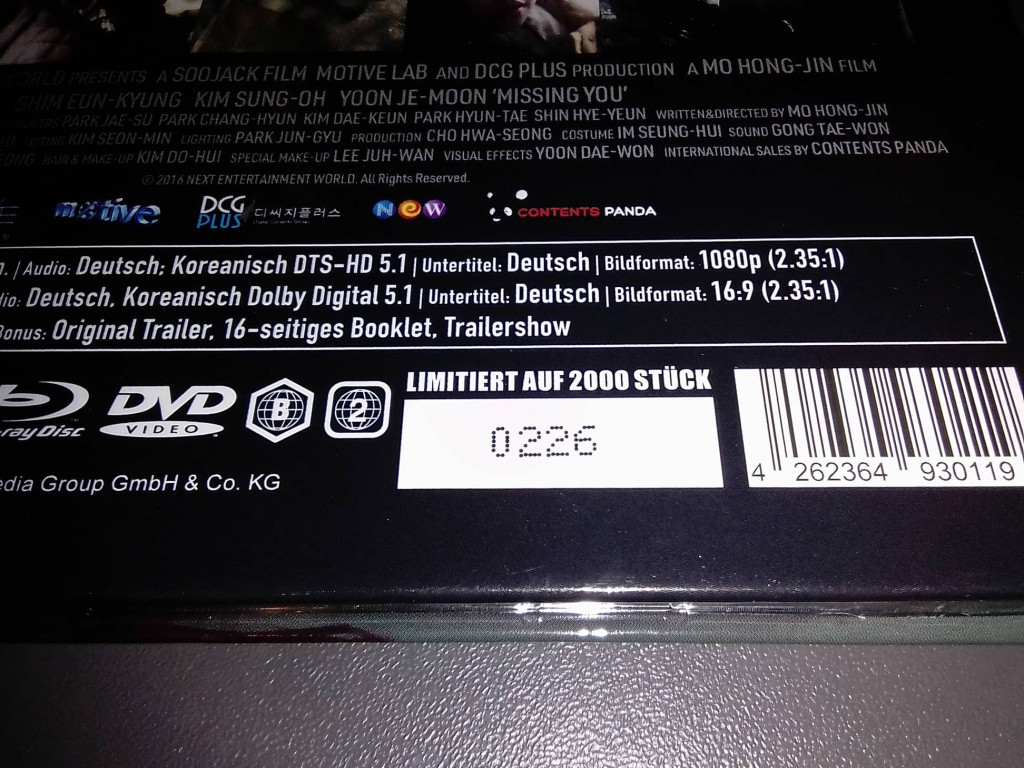 WORLD PRESENTS A SOOJACK FILM MOTIVE LAB AND DCG PLUS PRODUCTION A MO HONG-JIN FILM
SHIM EUN-KYUNG KIM SUNG-OH YOON JE-MOON 'MISSING YOU'
PARK JAE-SU PARK CHANG-HYUN KIM DAE-KEUN PARK HYUN-TAE SHIN HYE-YEUN WRITTEN&DIRECTED BY MO HONG-JIN
EDITING KIM SEON-MIN LIGHTING PARK JUN-GYU PRODUCTION CHO HWA-SEONG COSTUME IM SEUNG-HUI SOUND GONG TAE-WON
HAIR & MAKE-UP KIM DO-HUI SPECIAL MAKE-UP LEE JUH-WAN VISUAL EFFECTS YOON DAE-WON INTERNATIONAL SALES BY CONTENTS PANDA
© 2016 NEXT ENTERTAINMENT WORLD. All Rights Reserved.
motive DCG PLUS 디씨지플러스 NEW CONTENTS PANDA
| Audio: Deutsch; Koreanisch DTS-HD 5.1 | Untertitel: Deutsch | Bildformat: 1080p (2.35:1)
dio: Deutsch, Koreanisch Dolby Digital 5.1 | Untertitel: Deutsch | Bildformat: 16:9 (2.35:1)
Bonus: Original Trailer, 16-seitiges Booklet, Trailershow
LIMITIERT AUF 2000 STÜCK
-ray Disc DVD VIDEO B 2
0226
4 262364 930119
edia Group GmbH & Co. KG